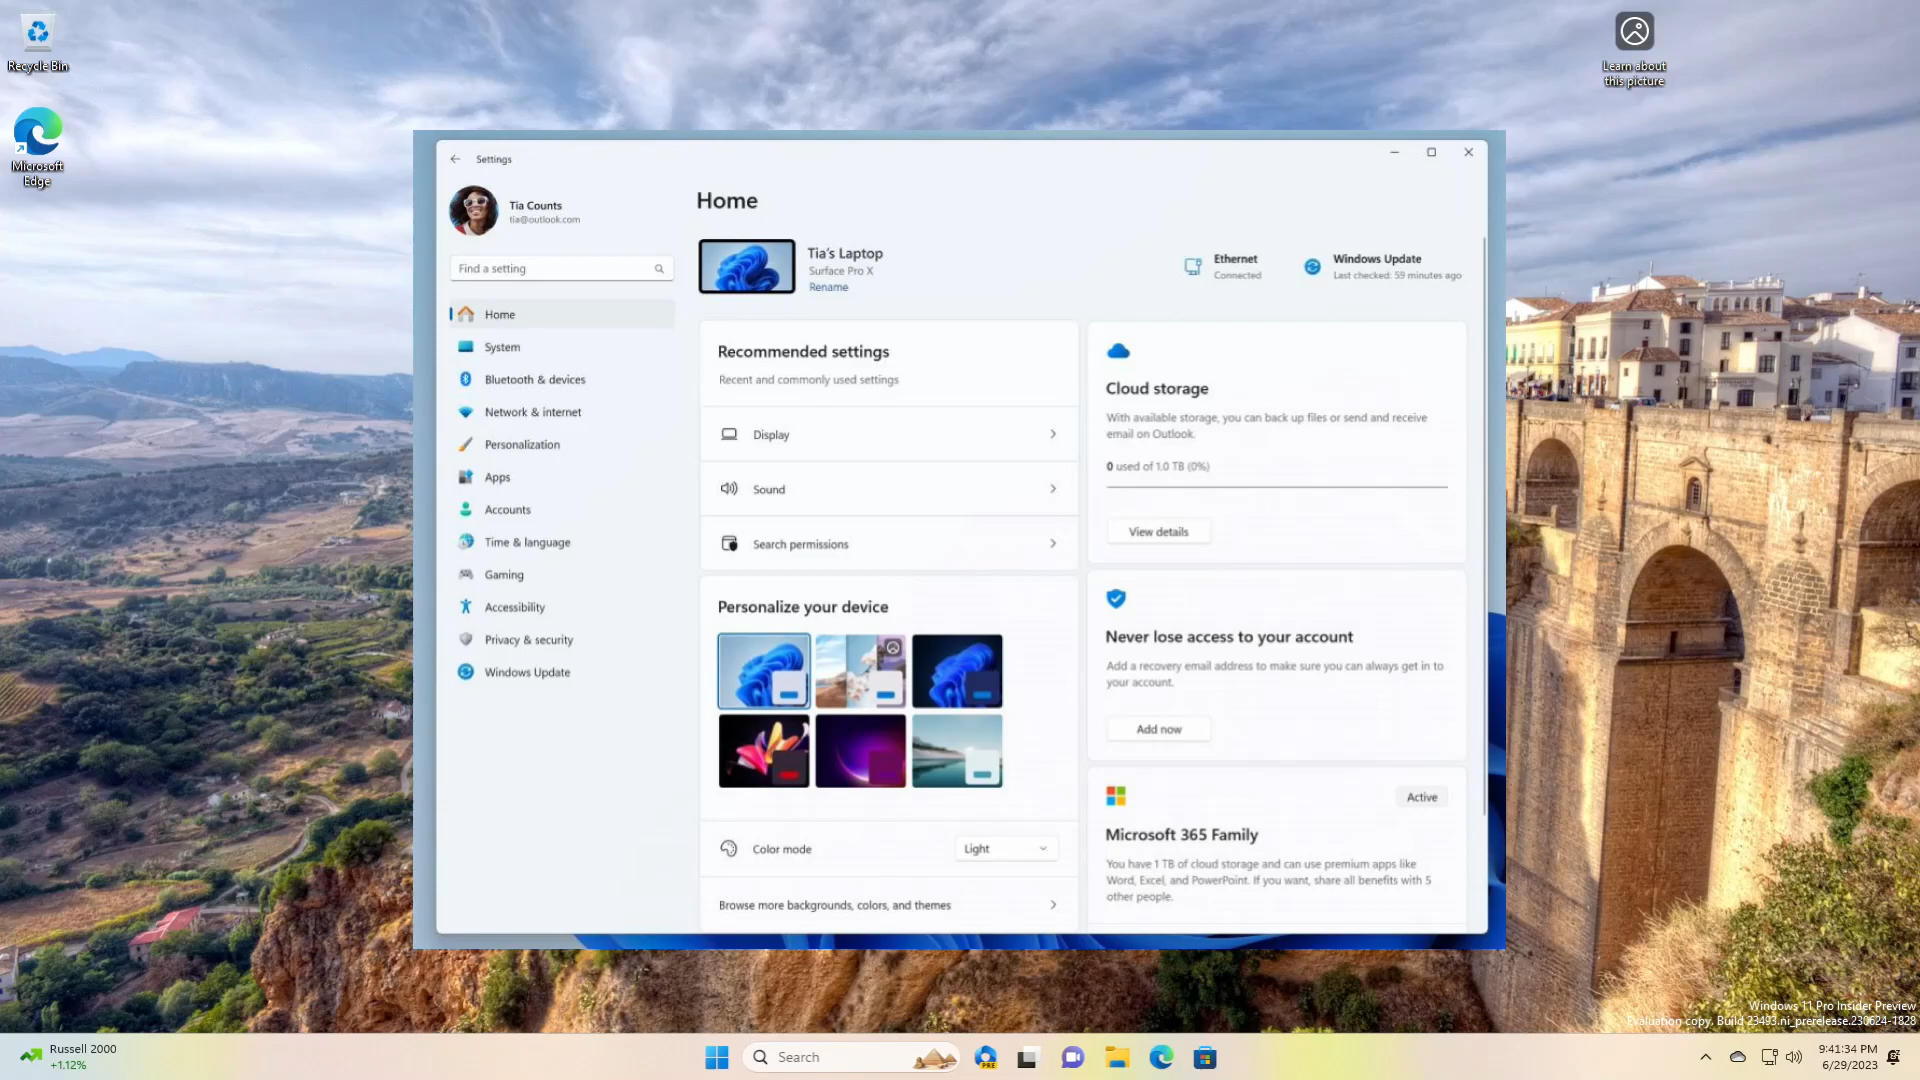 Recycle Bin
Microsoft
Edge
Learn about
this picture
Settings
Tia Counts
tia@outlook.com
Find a setting
Home
System
Bluetooth & devices
Network & internet
Personalization
Apps
Accounts
Time & language
Gaming
Accessibility
Privacy & security
Windows Update
Home
Tia's Laptop
Surface Pro X
Rename
Ethernet
Connected
Windows Update
Last checked: 59 minutes ago
Recommended settings
Recent and commonly used settings
Display
Sound
Search permissions
Personalize your device
Color mode
Light
Browse more backgrounds, colors, and themes
Cloud storage
With available storage, you can back up files or send and receive
email on Outlook.
0 used of 1.0 TB (0%)
View details
Never lose access to your account
Add a recovery email address to make sure you can always get in to
your account.
Add now
Active
Microsoft 365 Family
You have 1 TB of cloud storage and can use premium apps like
Word, Excel, and PowerPoint. If you want, share all benefits with 5
other people.
Windows 11 Pro Insider Preview
Evaluation copy. Build 23493.ni_prerelease.230624-1828
Russell 2000
+1.12%
Search
PRE
9:41:34 PM
6/29/2023